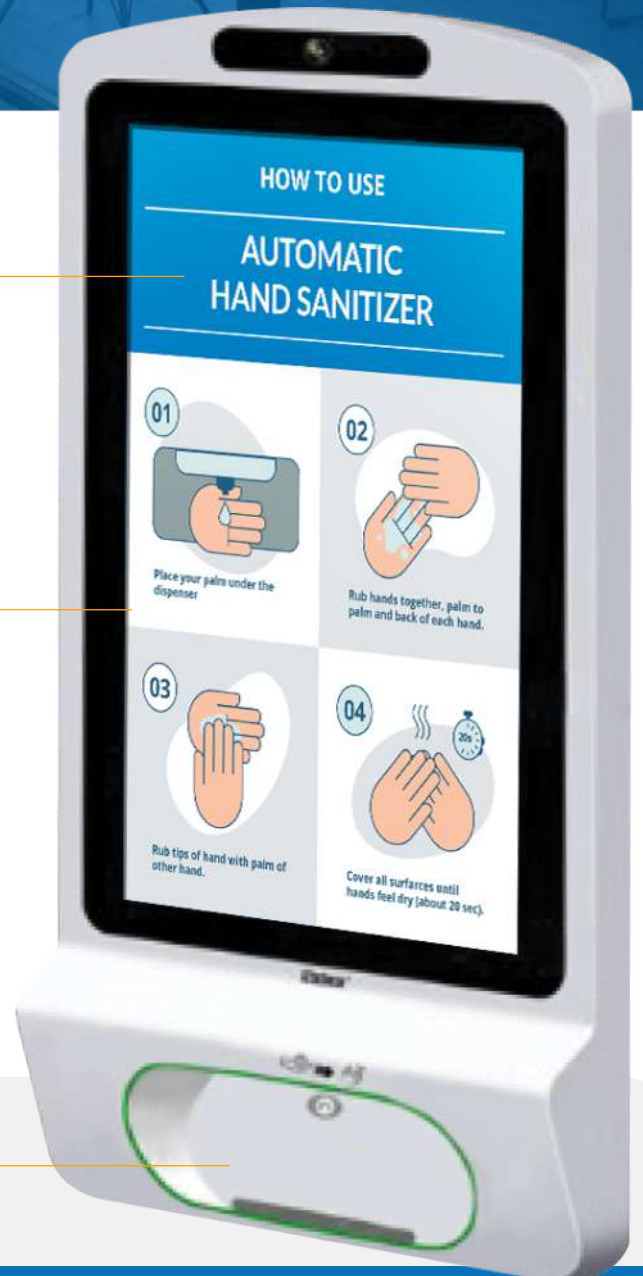 HOW TO USE
AUTOMATIC
HAND SANITIZER
01
Place your palm under the
dispenser
02
Rub hands together, palm to
palm and back of each hand.
03
Rub tips of hand with palm of
other hand.
04
20s
Cover all surfarces until
hands feel dry (about 20 sec).